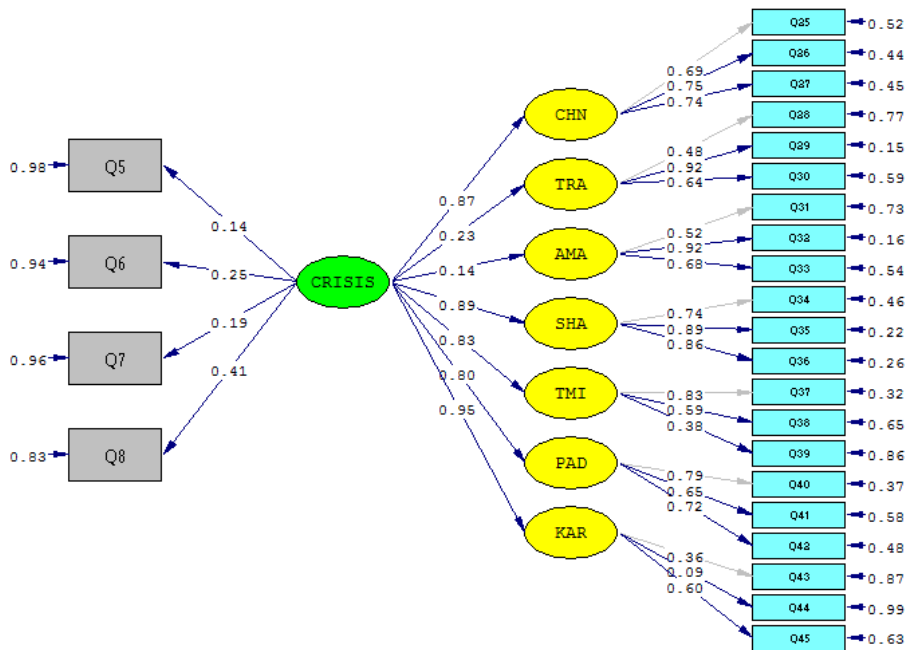 0.98 Q5
0.94 Q6
0.96 Q7
0.83 Q8
0.14
0.25
0.19
0.41
CRISIS
0.87
0.23
0.14
0.89
0.83
0.80
0.95
CHN
TRA
AMA
SHA
TMI
PAD
KAR
0.69
0.75
0.74
0.48
0.92
0.64
0.52
0.92
0.68
0.74
0.89
0.86
0.83
0.59
0.38
0.79
0.65
0.72
0.36
0.09
0.60
Q25 0.52
Q26 0.44
Q27 0.45
Q28 0.77
Q29 0.15
Q30 0.59
Q31 0.73
Q32 0.16
Q33 0.54
Q34 0.46
Q35 0.22
Q36 0.26
Q37 0.32
Q38 0.65
Q39 0.86
Q40 0.37
Q41 0.58
Q42 0.48
Q43 0.87
Q44 0.99
Q45 0.63